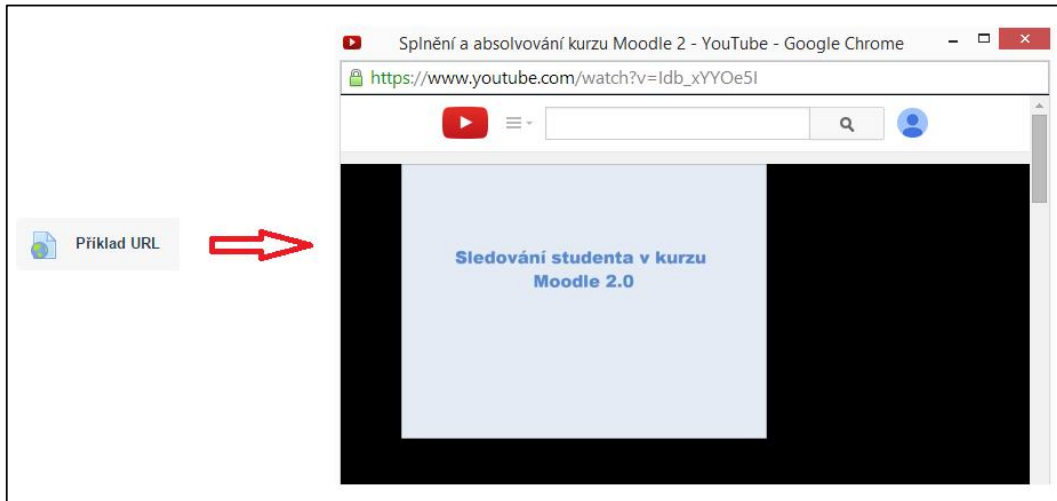 Splnění a absolvování kurzu Moodle 2 - YouTube - Google Chrome
https://www.youtube.com/watch?v=Idb_xYYOe5I
Příklad URL
Sledování studenta v kurzu
Moodle 2.0